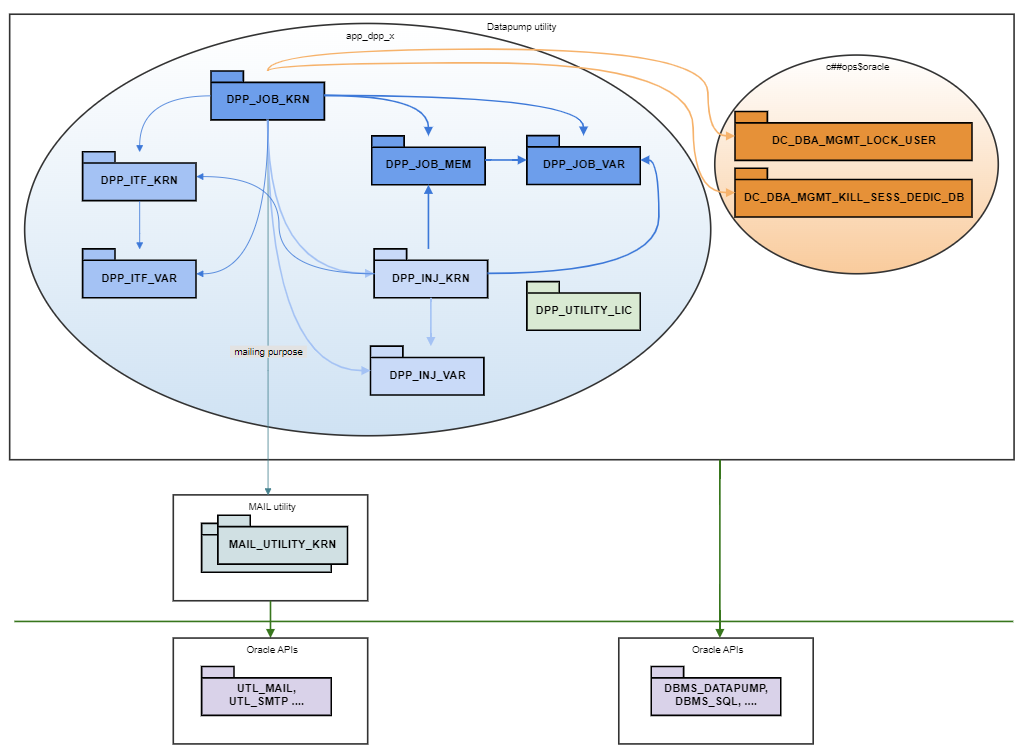 Datapump utility
app_dpp_x
c##ops$oracle
DPP_JOB_KRN
DC_DBA_MGMT_LOCK_USER
DPP_JOB_MEM
DPP_JOB_VAR
DPP_ITF_KRN
DC_DBA_MGMT_KILL_SESS_DEDIC_DB
DPP_ITF_VAR
DPP_INJ_KRN
DPP_UTILITY_LIC
mailing purpose
DPP_INJ_VAR
MAIL utility
MAIL_UTILITY_KRN
Oracle APIs
UTL_MAIL,
UTL_SMTP ....
Oracle APIs
DBMS_DATAPUMP,
DBMS_SQL, ....